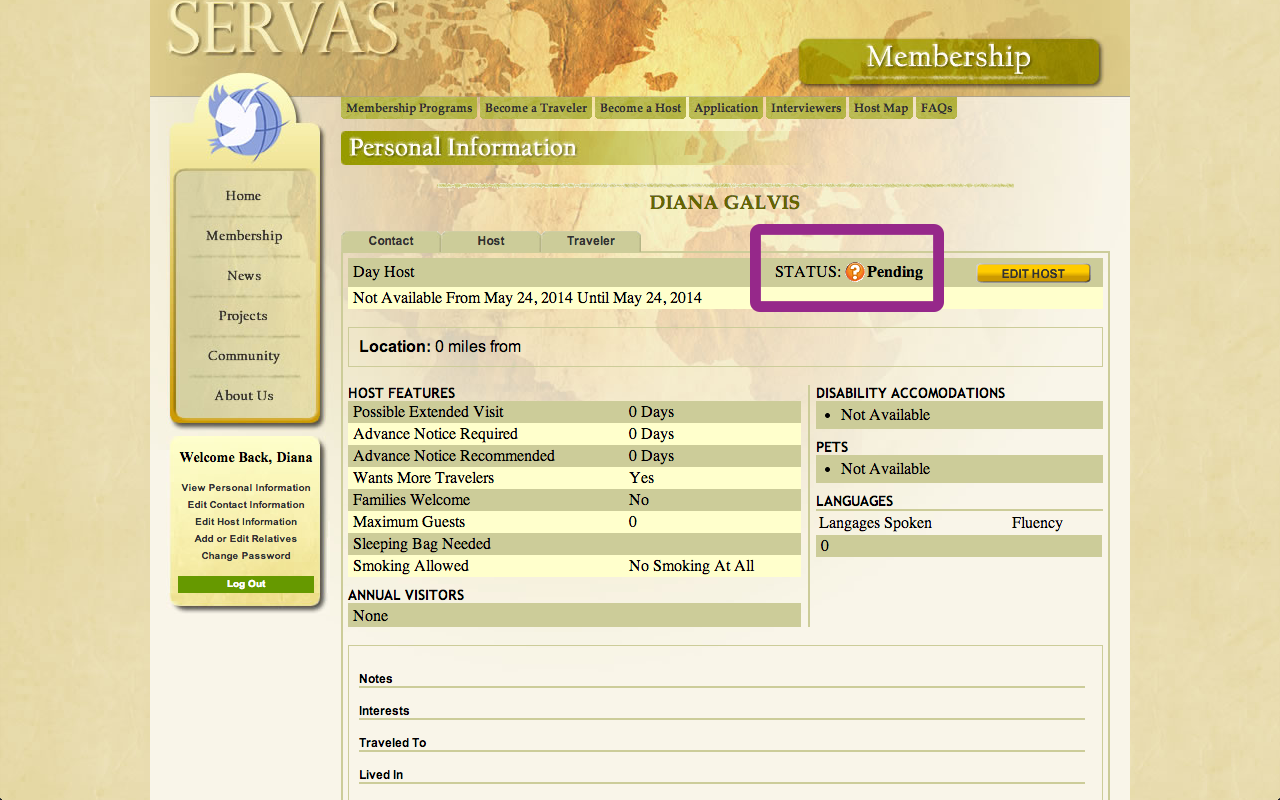 SERVAS
Membership
Membership Programs Become a Traveler Become a Host Application Interviewers Host Map FAQs
Personal Information
DIANA GALVIS
Home
Membership
News
Projects
Community
About Us
Welcome Back, Diana
View Personal Information
Edit Contact Information
Edit Host Information
Add or Edit Relatives
Change Password
Log Out
Contact Host Traveler
Day Host STATUS: ? Pending EDIT HOST
Not Available From May 24, 2014 Until May 24, 2014
Location: 0 miles from
HOST FEATURES
Possible Extended Visit 0 Days
Advance Notice Required 0 Days
Advance Notice Recommended 0 Days
Wants More Travelers Yes
Families Welcome No
Maximum Guests 0
Sleeping Bag Needed
Smoking Allowed No Smoking At All
ANNUAL VISITORS
None
DISABILITY ACCOMODATIONS
• Not Available
PETS
• Not Available
LANGUAGES
Langages Spoken Fluency
0
Notes
Interests
Traveled To
Lived In